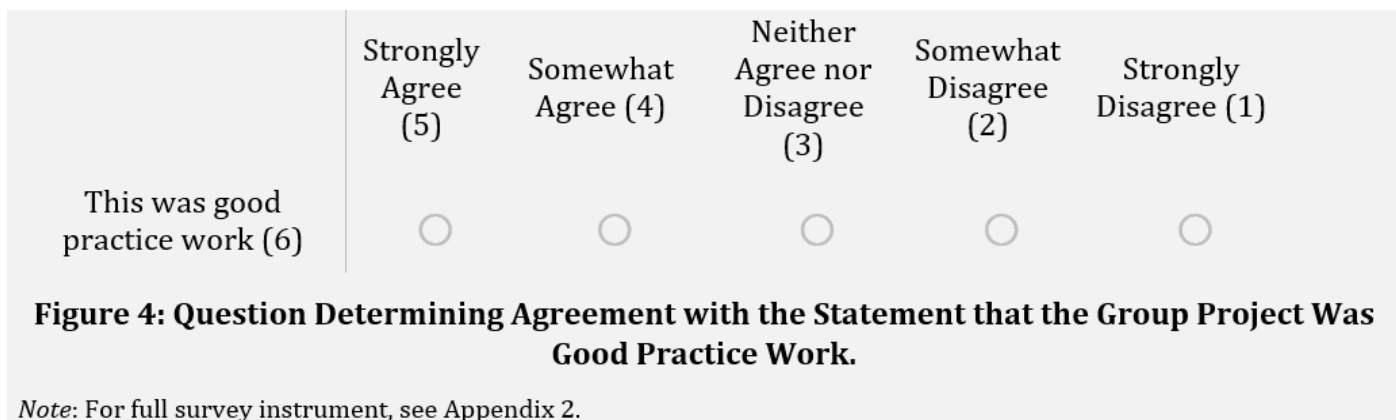 Strongly
Agree
(5)
Somewhat
Agree (4)
Neither
Agree nor
Disagree
(3)
Somewhat
Disagree
(2)
Strongly
Disagree (1)
This was good
practice work (6)
Figure 4: Question Determining Agreement with the Statement that the Group Project Was
Good Practice Work.
Note: For full survey instrument, see Appendix 2.